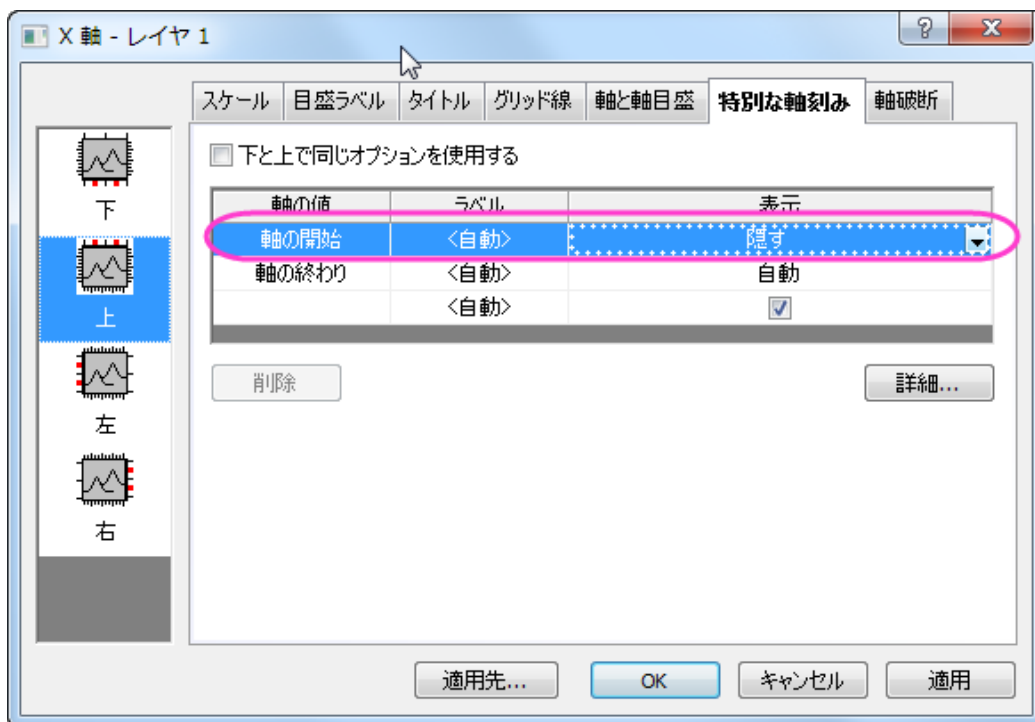 X 軸 - レイヤ 1
スケール 目盛ラベル タイトル グリッド線 軸と軸目盛 特別な軸刻み 軸破断
下
上
左
右
下と上で同じオプションを使用する
軸の値 ラベル 表示
軸の開始 <自動> 隠す
軸の終わり <自動> 自動
<自動>
削除 詳細...
適用先... OK キャンセル 適用